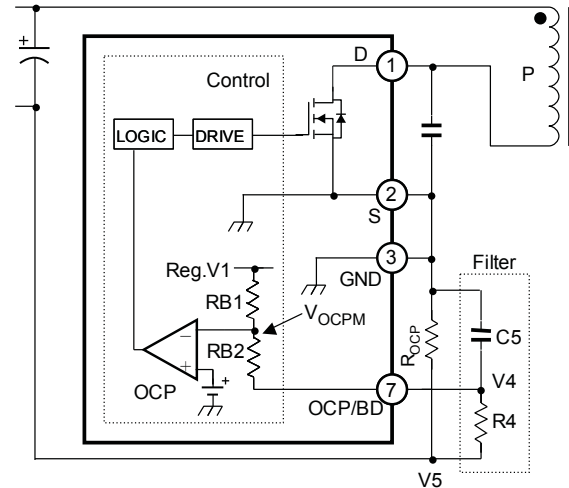 +
D
1
P
Control
LOGIC
DRIVE
2
S
3
GND
Filter
Reg.V1
RB1
VOCPM
RB2
ROCP
C5
−
+
+
OCP
7
V4
OCP/BD
R4
V5